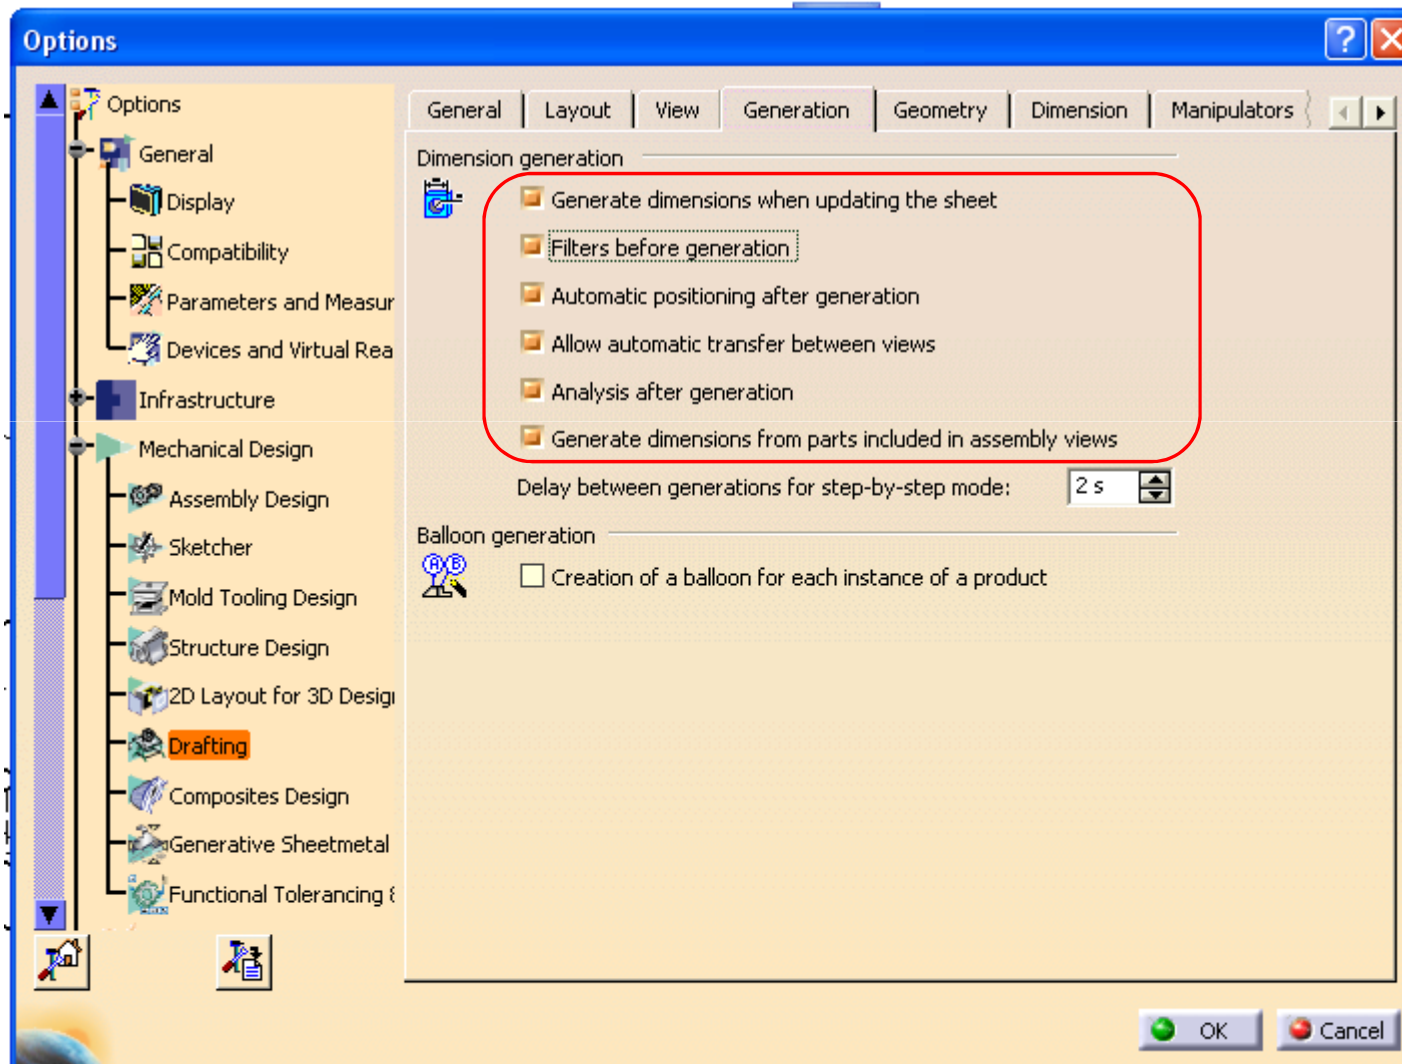 Options
Options
General
Display
Compatibility
Parameters and Measur
Devices and Virtual Rea
Infrastructure
Mechanical Design
Assembly Design
Sketcher
Mold Tooling Design
Structure Design
2D Layout for 3D Desig
Drafting
Composites Design
Generative Sheetmetal
Functional Tolerancing &
General Layout View Generation Geometry Dimension Manipulators
Dimension generation
Generate dimensions when updating the sheet
Filters before generation
Automatic positioning after generation
Allow automatic transfer between views
Analysis after generation
Generate dimensions from parts included in assembly views
Delay between generations for step-by-step mode: 2 s
Balloon generation
A B
Creation of a balloon for each instance of a product
OK Cancel